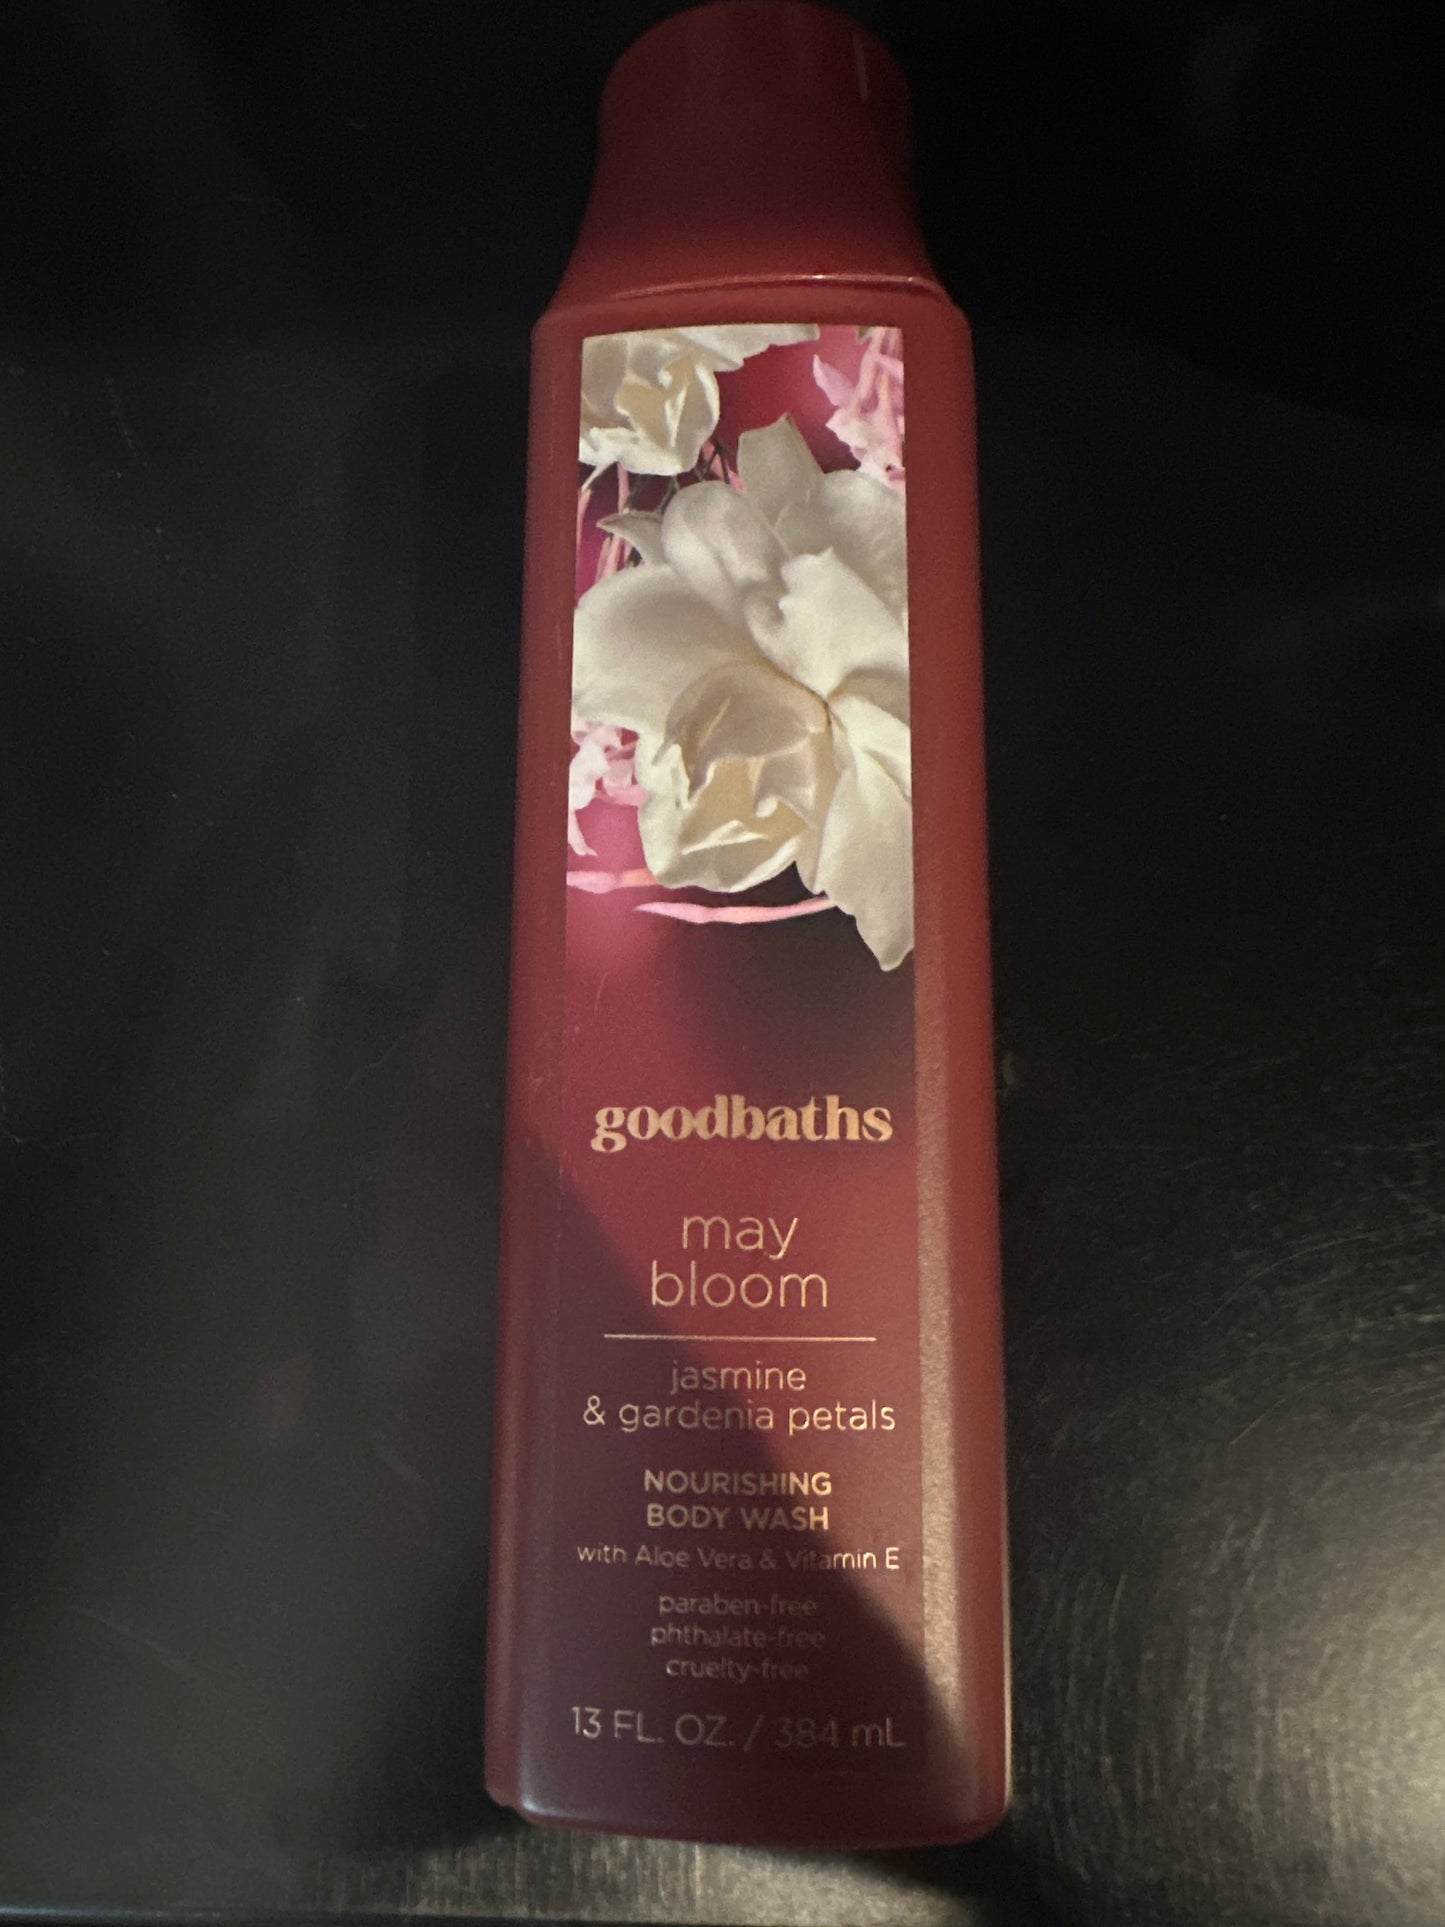 goodbaths
may
bloom
jasmine
& gardenia petals
NOURISHING
BODY WASH
with Aloe Vera & Vitamin E
paraben-free
phthalate-free
cruelty-free
13 FL. OZ. / 384 mL